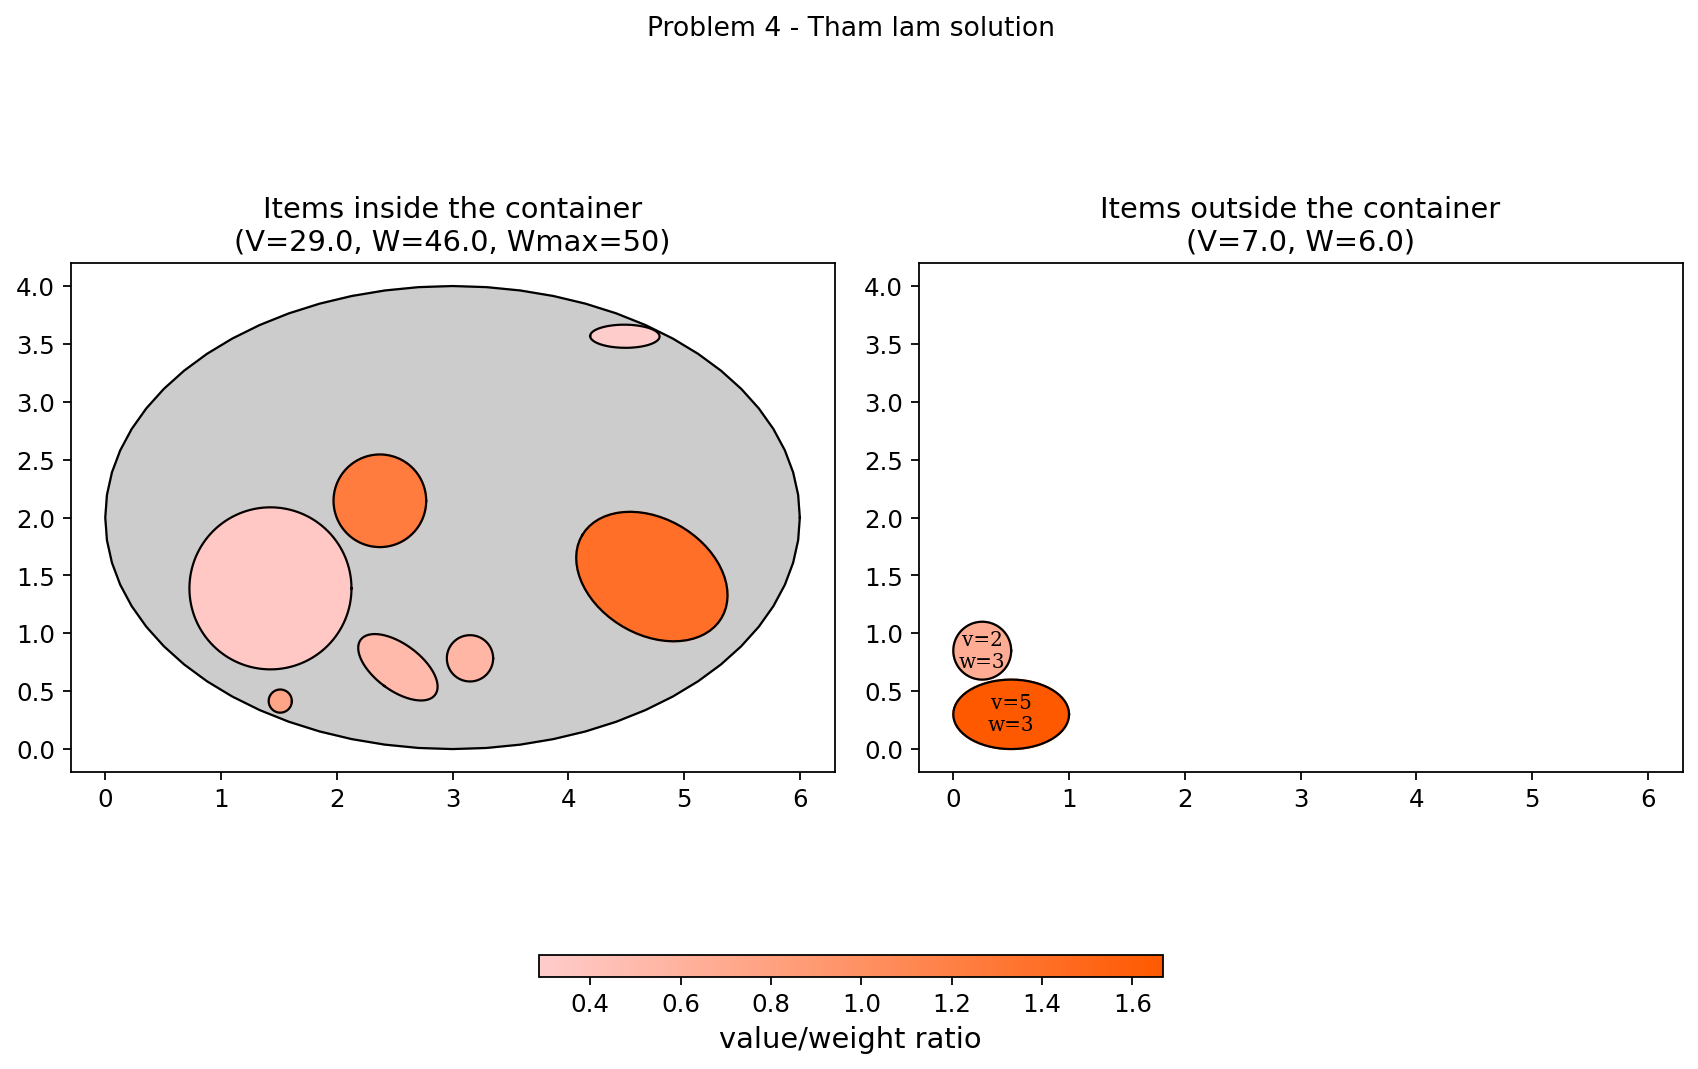 Problem 4 - Tham lam solution
Items inside the container
(V=29.0, W=46.0, Wmax=50)
4.0
3.5
3.0
2.5
2.0
1.5
1.0
0.5
0.0
0 1 2 3 4 5 6
Items outside the container
(V=7.0, W=6.0)
4.0
3.5
3.0
2.5
2.0
1.5
1.0
0.5
0.0
v=2
w=3
v=5
w=3
0 1 2 3 4 5 6
0.4 0.6 0.8 1.0 1.2 1.4 1.6
value/weight ratio